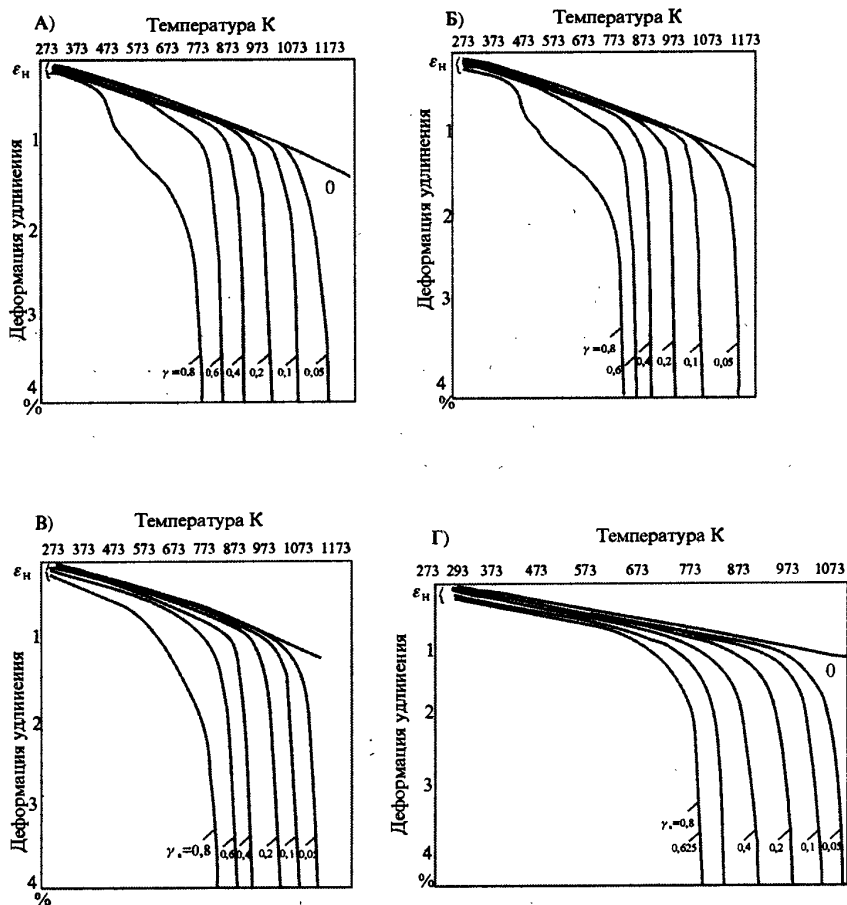 А)
Температура К
273 373 473 573 673 773 873 973 1073 1173
εн
1
2
3
4
%
Деформация удлииеиия
0
γ=0,8
0,6
0,4
0,2
0,1
0,05
Б)
Температура К
273 373 473 573 673 773 873 973 1073 1173
εн
1
2
3
4
%
Деформация удлинения
γ=0,8
0,6
0,4
0,2
0,1
0,05
В)
Температура К
273 373 473 573 673 773 873 973 1073 1173
εн
1
2
3
4
%
Деформация удлииеиия
γ.=0,8
0,6
0,4
0,2
0,1
0,05
Г)
Температура К
273 293 373 473 573 673 773 873 973 1073
εн
1
2
3
4
%
Деформация удлинения
0
γ.=0,8
0,625
0,4
0,2
0,1
0,05